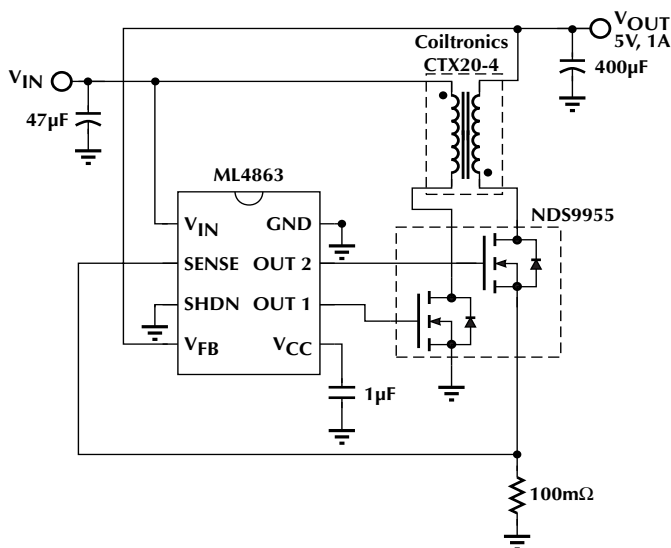 VOUT
5V, 1A
Coiltronics
CTX20-4
400µF
VIN
47µF
ML4863
NDS9955
VIN
GND
SENSE
OUT 2
SHDN
OUT 1
VFB
VCC
1µF
100mΩ